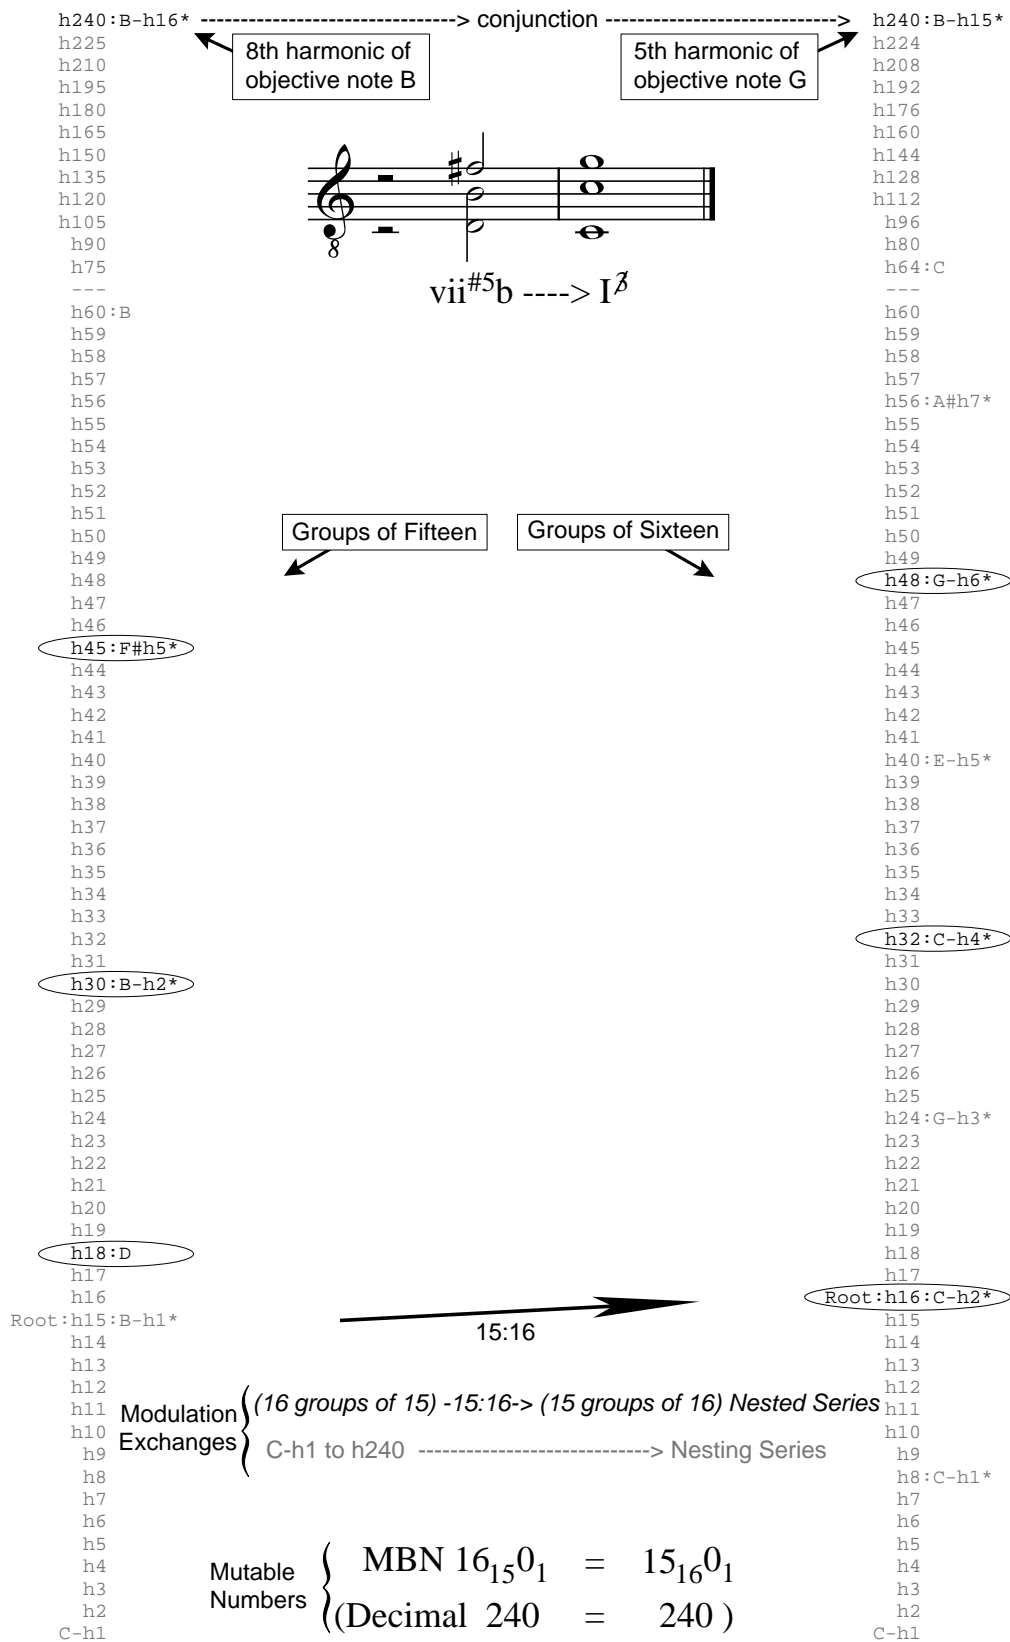 h240:B-h16* ----------------------------> conjunction -------------------------> h240:B-h15*
h225
h210
h195
h180
h165
h150
h135
h120
h105
h90
h75
---
h60:B
h59
h58
h57
h56
h55
h54
h53
h52
h51
h50
h49
h48
h47
h46
h45:F#h5*
h44
h43
h42
h41
h40
h39
h38
h37
h36
h35
h34
h33
h32
h31
h30:B-h2*
h29
h28
h27
h26
h25
h24
h23
h22
h21
h20
h19
h18:D
h17
h16
Root:h15:B-h1*
h14
h13
h12
h11
h10
h9
h8
h7
h6
h5
h4
h3
h2
C-h1
8th harmonic of
objective note B
5th harmonic of
objective note G
8
vii#5b ----> I3
Groups of Fifteen
Groups of Sixteen
15:16
Modulation
Exchanges
(16 groups of 15) -15:16-> (15 groups of 16) Nested Series
C-h1 to h240 -----------------------------> Nesting Series
Mutable
Numbers
MBN 16₁₅0₁ = 15₁₆0₁
(Decimal 240 = 240 )
h224
h208
h192
h176
h160
h144
h128
h112
h96
h80
h64:C
---
h60
h59
h58
h57
h56:A#h7*
h55
h54
h53
h52
h51
h50
h49
h48:G-h6*
h47
h46
h45
h44
h43
h42
h41
h40:E-h5*
h39
h38
h37
h36
h35
h34
h33
h32:C-h4*
h31
h30
h29
h28
h27
h26
h25
h24:G-h3*
h23
h22
h21
h20
h19
h18
h17
Root:h16:C-h2*
h15
h14
h13
h12
h11
h10
h9
h8:C-h1*
h7
h6
h5
h4
h3
h2
C-h1